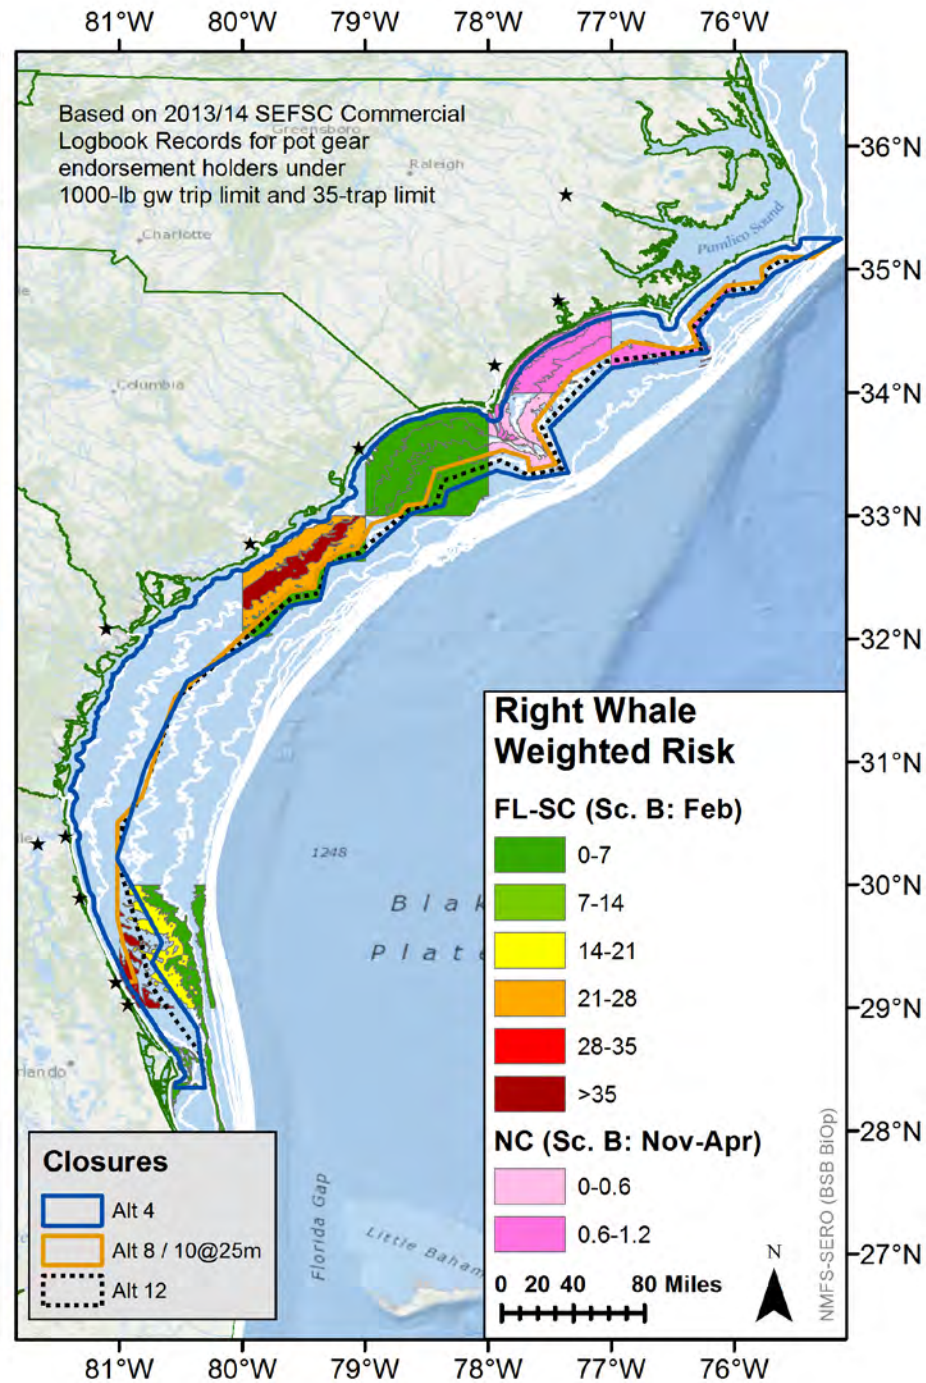 81°W 80°W 79°W 78°W 77°W 76°W
Based on 2013/14 SEFSC Commercial
Logbook Records for pot gear
endorsement holders under
1000-lb gw trip limit and 35-trap limit
Greensboro
Raleigh
Charlotte
Columbia
Pamlico Sound
36°N
35°N
34°N
33°N
32°N
31°N
30°N
29°N
28°N
27°N
1248
Blak
Plate
rlando
Florida Gap
Little Baham
Right Whale
Weighted Risk
FL-SC (Sc. B: Feb)
0-7
7-14
14-21
21-28
28-35
>35
NC (Sc. B: Nov-Apr)
0-0.6
0.6-1.2
0 20 40 80 Miles
N
NMFS-SERO (BSB BiOp)
Closures
Alt 4
Alt 8 / 10@25m
Alt 12
81°W 80°W 79°W 78°W 77°W 76°W